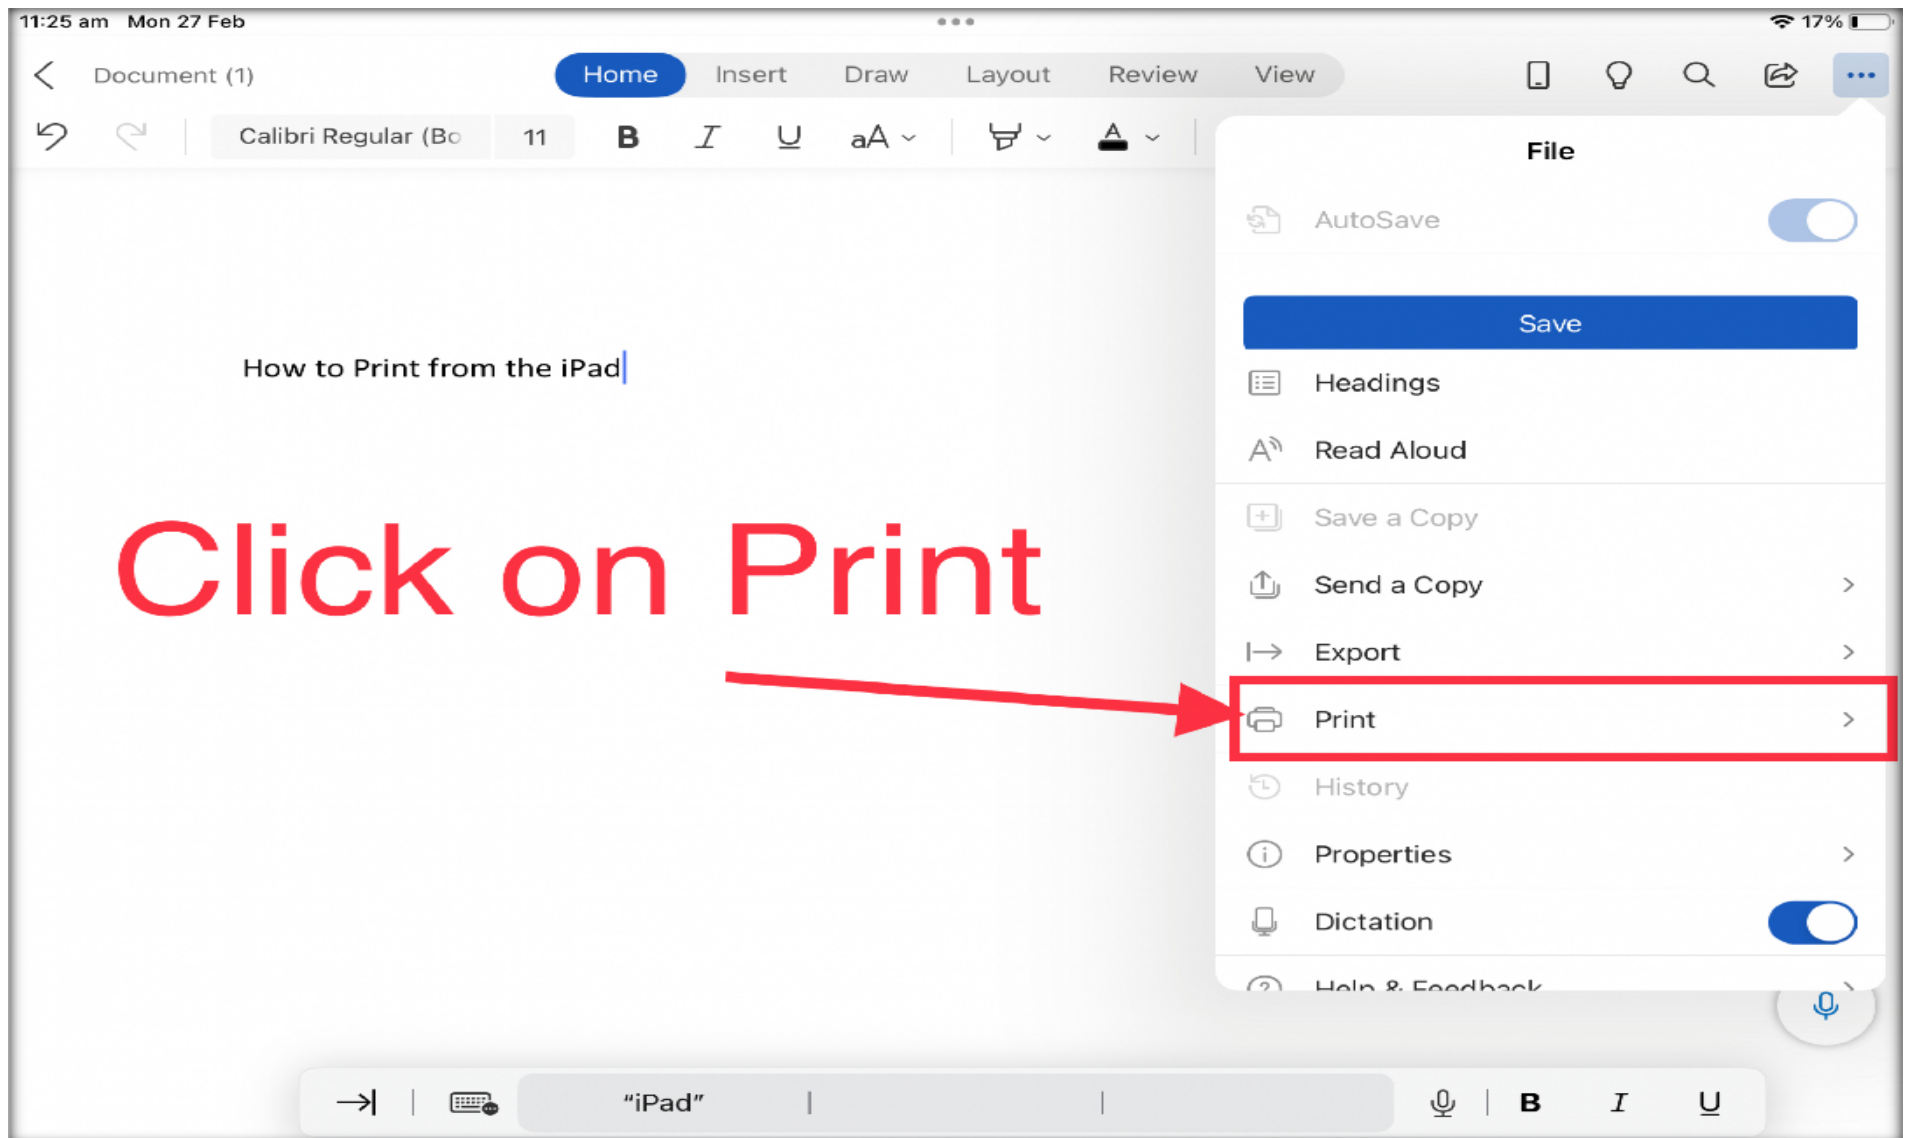 11:25 am Mon 27 Feb
17%
Document (1)
Home Insert Draw Layout Review View
Calibri Regular (Bo 11 B I U aA A
File
AutoSave
Save
How to Print from the iPad
Headings
Read Aloud
Save a Copy
Click on Print
Send a Copy
Export
Print
History
Properties
Dictation
Help & Feedback
"iPad" B I U